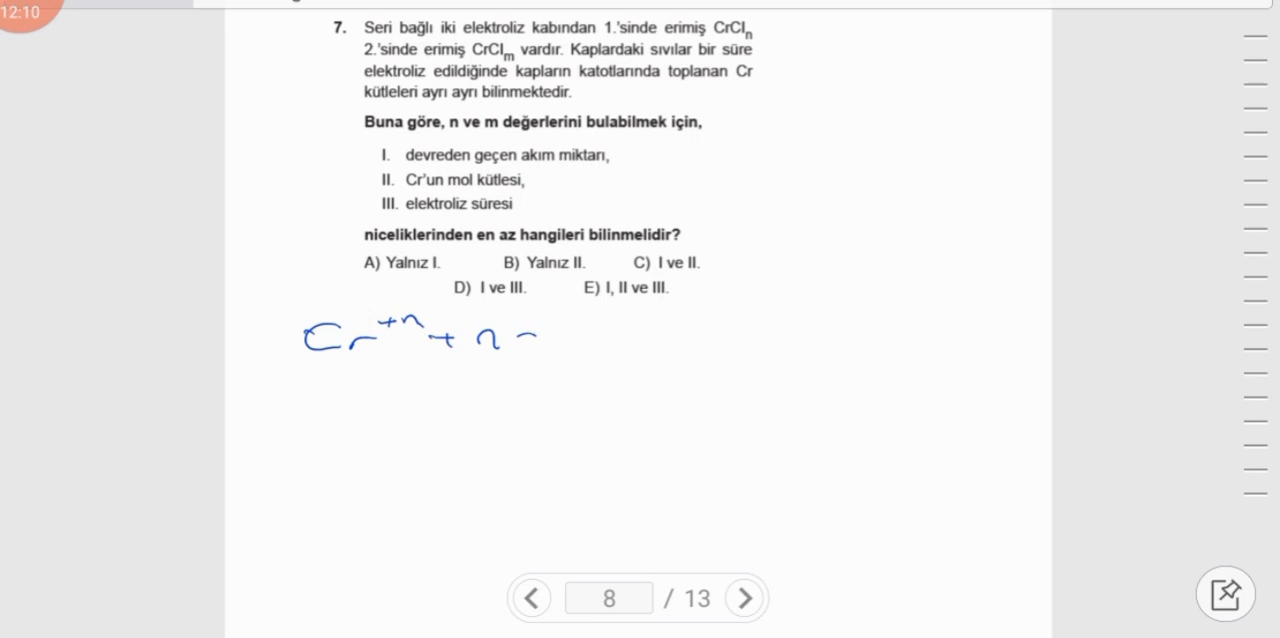 12:10
7. Seri bağlı iki elektroliz kabından 1.'sinde erimiş CrCl_n
2.'sinde erimiş CrCl_m vardır. Kaplardaki sıvılar bir süre
elektroliz edildiğinde kapların katotlarında toplanan Cr
kütleleri ayrı ayrı bilinmektedir.
Buna göre, n ve m değerlerini bulabilmek için,
I. devreden geçen akım miktarı,
II. Cr'un mol kütlesi,
III. elektroliz süresi
niceliklerinden en az hangileri bilinmelidir?
A) Yalnız I. B) Yalnız II. C) I ve II.
D) I ve III. E) I, II ve III.
Cr^+n + n -
8 / 13